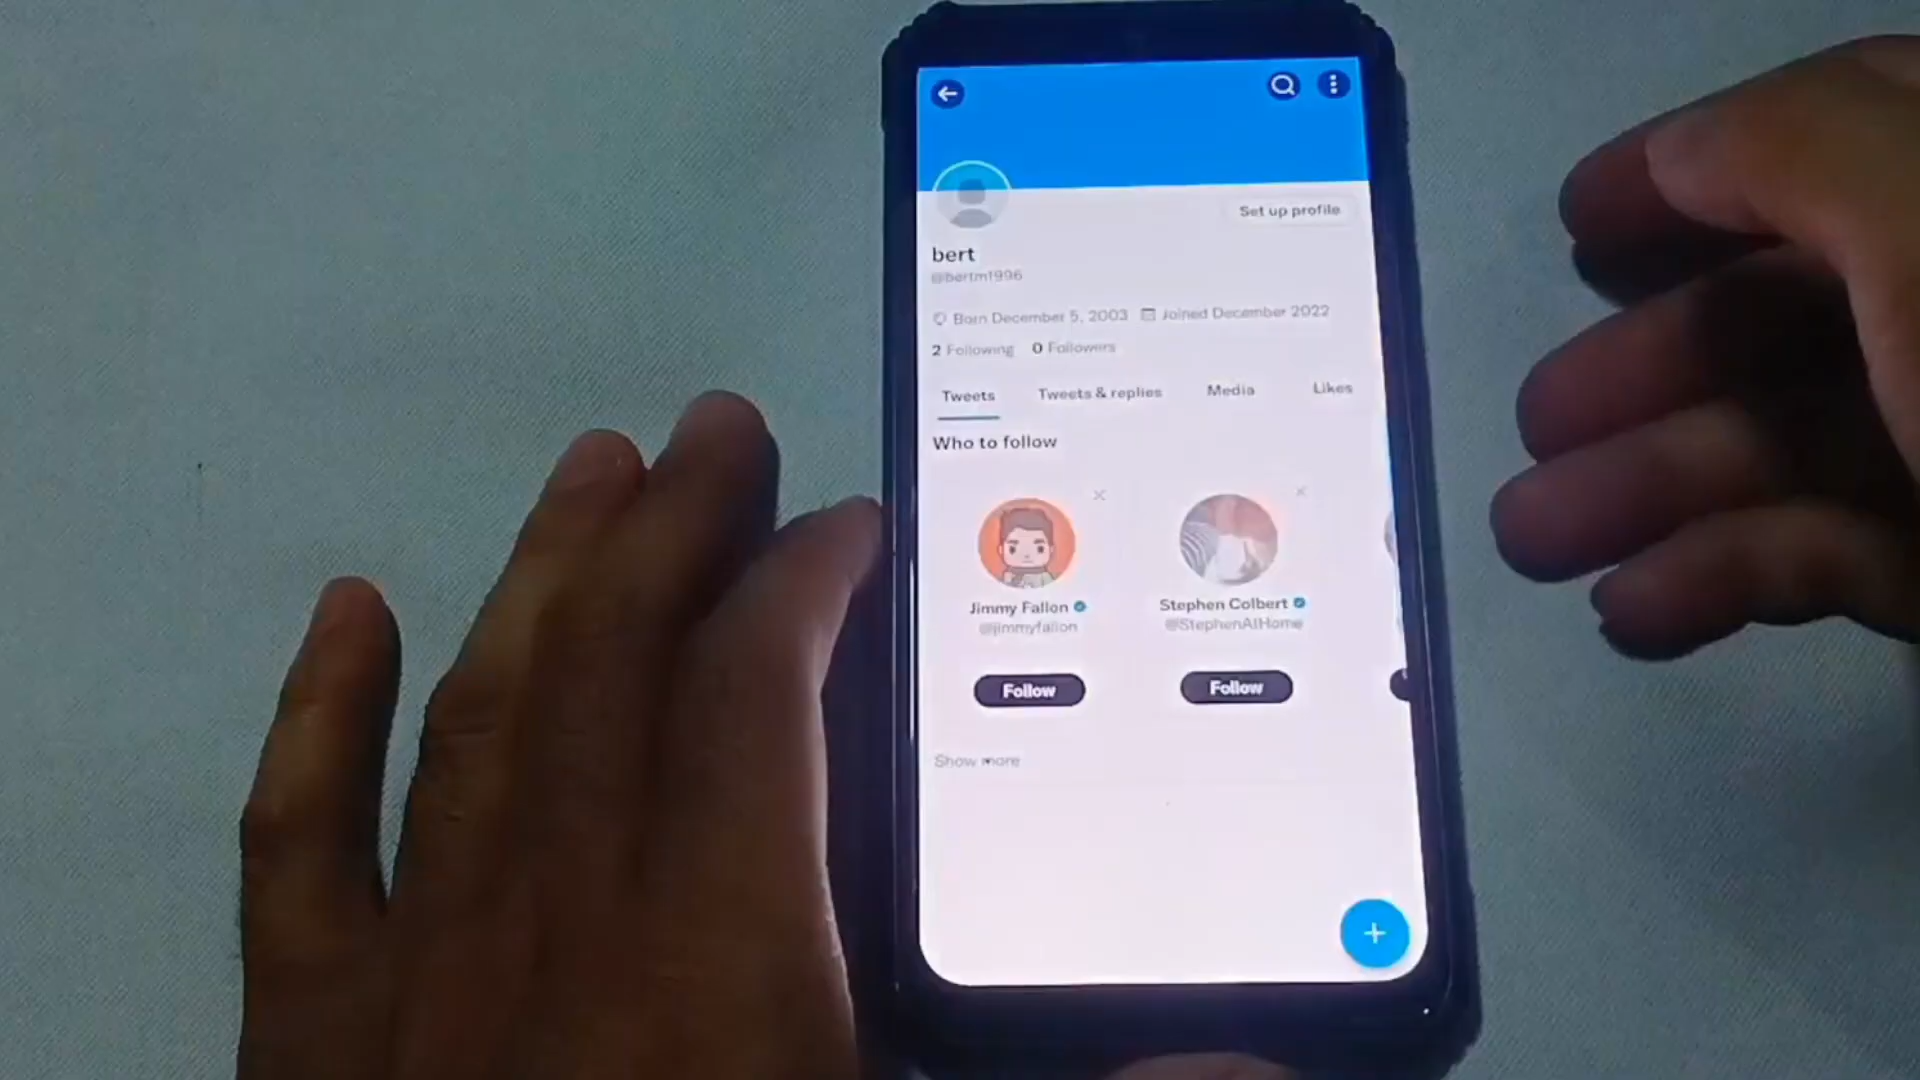 Set up profile
bert
@bertm1996
Born December 5, 2003 Joined December 2022
2 Following 0 Followers
Tweets Tweets & replies Media Likes
Who to follow
Jimmy Fallon
@jimmyfallon
Follow
Stephen Colbert
@StephenAtHome
Follow
Show more